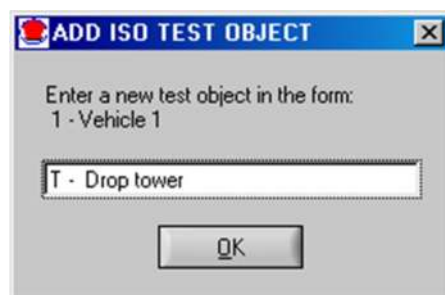 ADD ISO TEST OBJECT
Enter a new test object in the form:
1 - Vehicle 1
T -  Drop tower
OK